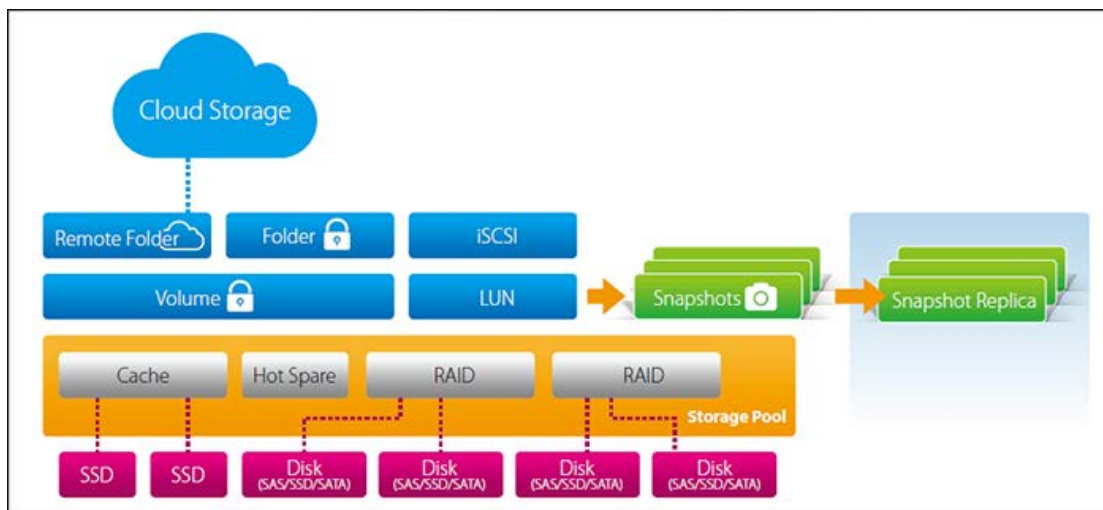 Cloud Storage
Remote Folder
Folder
iSCSI
Volume
LUN
Snapshots
Snapshot Replica
Cache
Hot Spare
RAID
RAID
Storage Pool
SSD
SSD
Disk
(SAS/SSD/SATA)
Disk
(SAS/SSD/SATA)
Disk
(SAS/SSD/SATA)
Disk
(SAS/SSD/SATA)